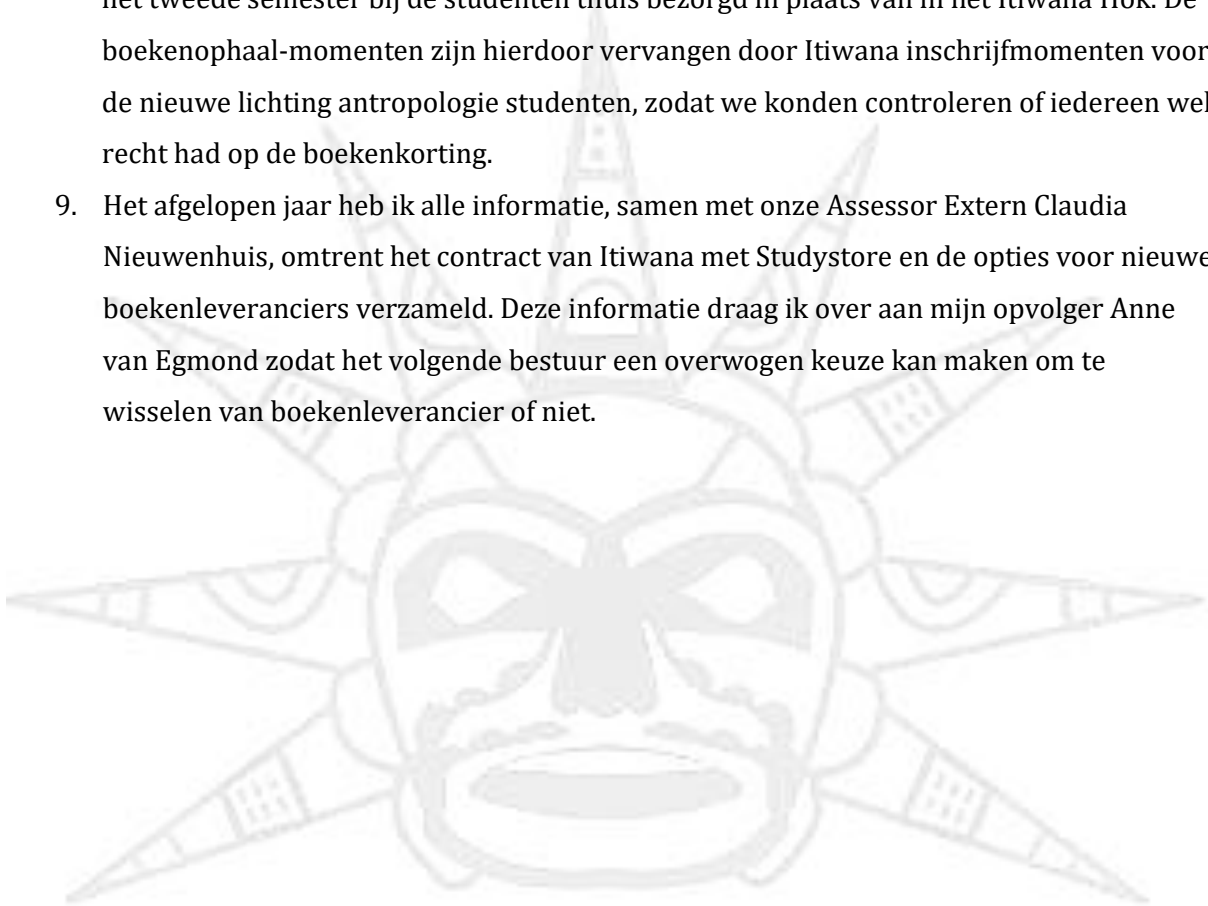 het tweede semester bij de studenten thuis bezorgd in plaats van in het Itiwana Hok. De
boekenophaal-momenten zijn hierdoor vervangen door Itiwana inschrijfmomenten voor
de nieuwe lichting antropologie studenten, zodat we konden controleren of iedereen wel
recht had op de boekenkorting.
9. Het afgelopen jaar heb ik alle informatie, samen met onze Assessor Extern Claudia
Nieuwenhuis, omtrent het contract van Itiwana met Studystore en de opties voor nieuwe
boekenleveranciers verzameld. Deze informatie draag ik over aan mijn opvolger Anne
van Egmond zodat het volgende bestuur een overwogen keuze kan maken om te
wisselen van boekenleverancier of niet.